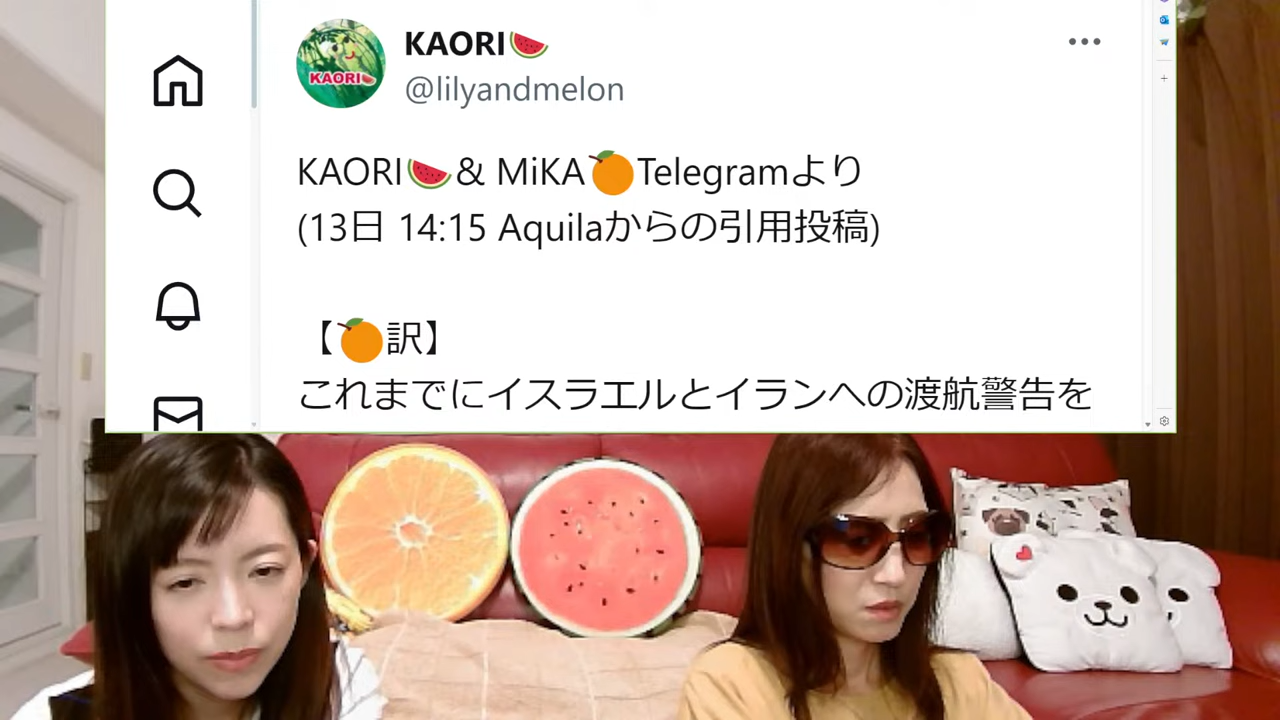 KAORI🍉
@lilyandmelon
KAORI🍉
KAORI🍉& MiKA🍊Telegramより
(13日 14:15 Aquilaからの引用投稿)
【🍊訳】
これまでにイスラエルとイランへの渡航警告を